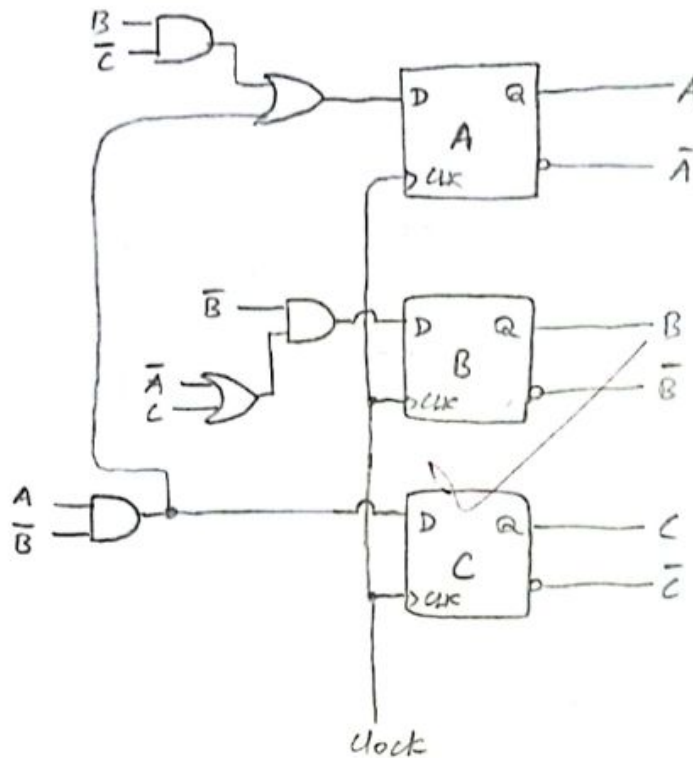 B
C̅
D Q A
A
CLK A̅
B̅
D Q B
A̅
B
C
CLK B̅
A
B̅
D Q C
C
CLK C̅
clock